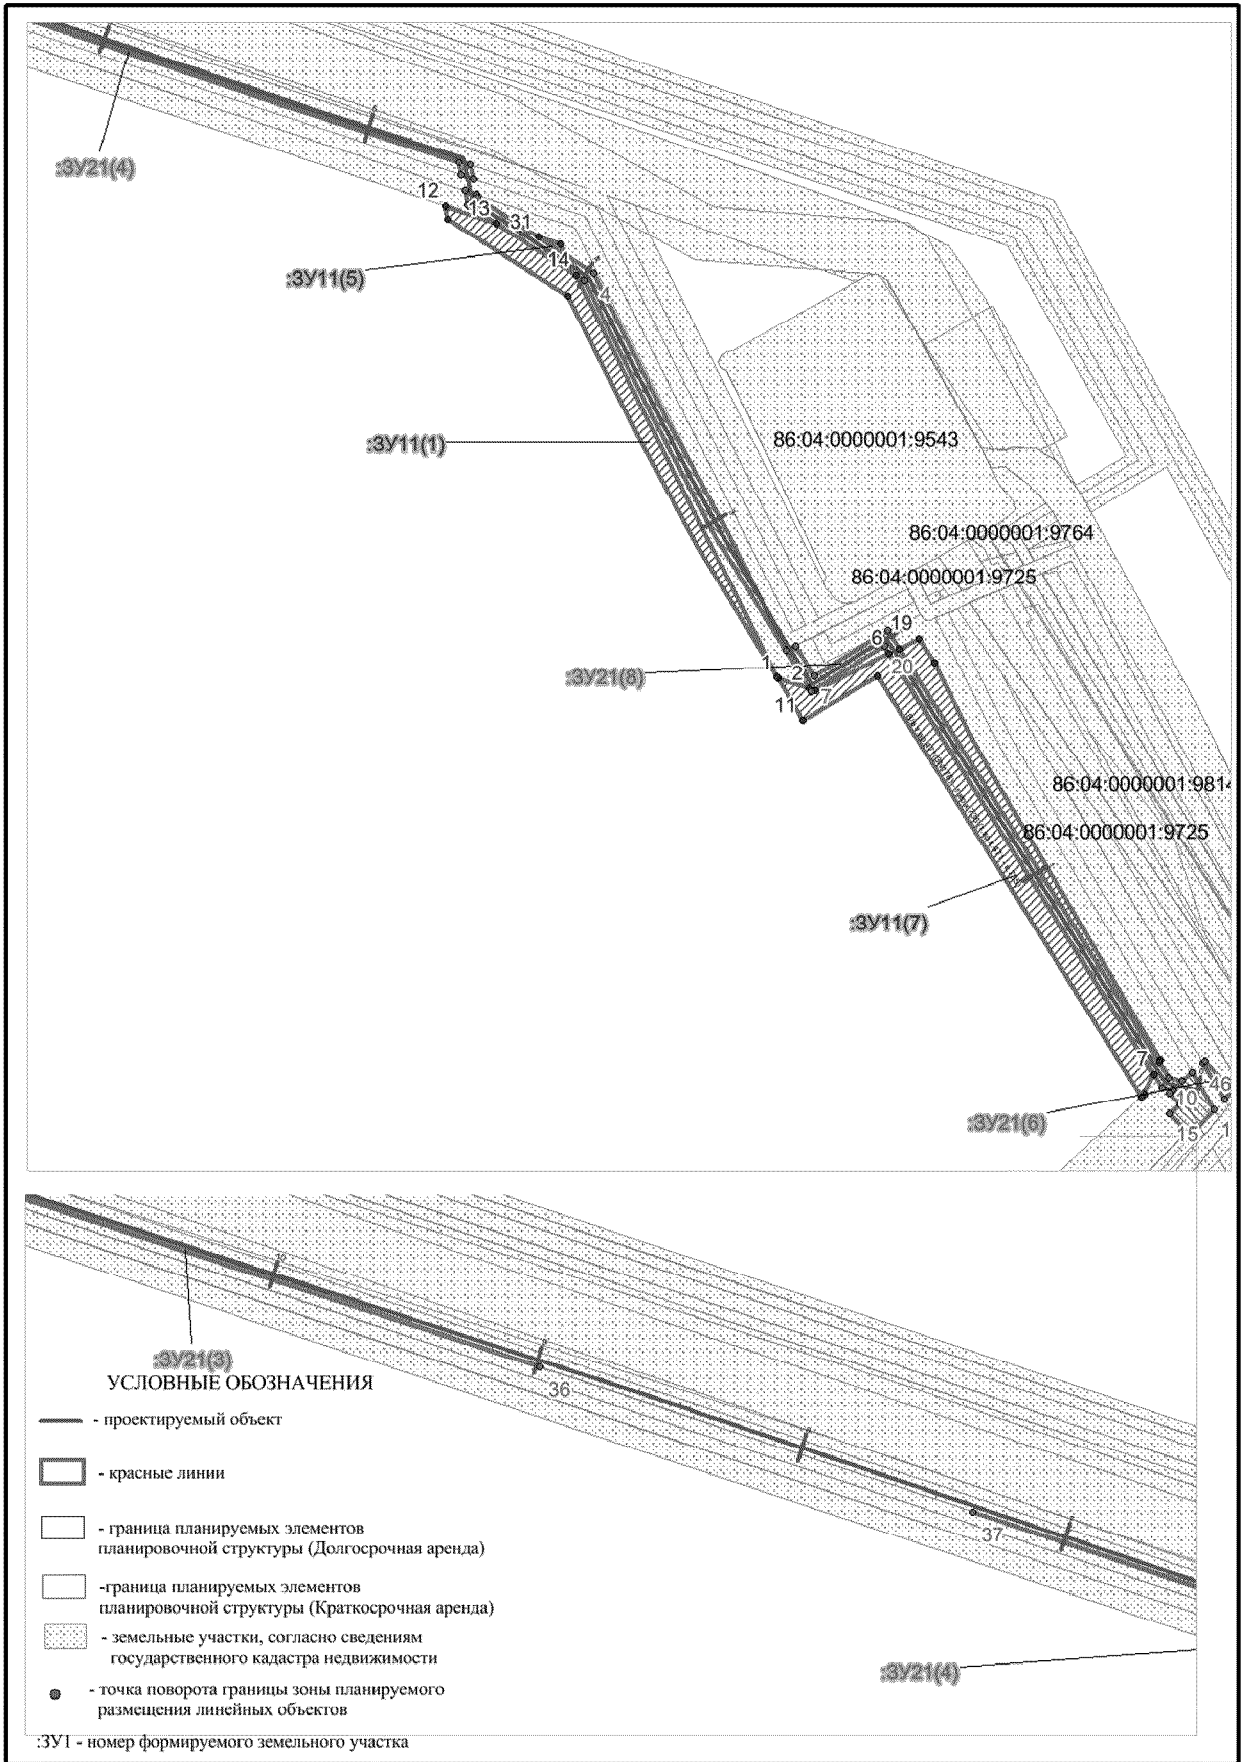 :ЗУ21(4)
12
13
31
14
:ЗУ11(5)
4
:ЗУ11(1)
86:04:0000001:9543
86:04:0000001:9764
86:04:0000001:9725
19
6
1
2
20
:ЗУ21(8)
7
11
86:04:0000001:9814
86:04:0000001:9725
:ЗУ11(7)
7
46
10
:ЗУ21(6)
15
1
:ЗУ21(3)
36
УСЛОВНЫЕ ОБОЗНАЧЕНИЯ
- проектируемый объект
- красные линии
37
- граница планируемых элементов
планировочной структуры (Долгосрочная аренда)
-граница планируемых элементов
планировочной структуры (Краткосрочная аренда)
- земельные участки, согласно сведениям
государственного кадастра недвижимости
:ЗУ21(4)
- точка поворота границы зоны планируемого
размещения линейных объектов
:ЗУ1 - номер формируемого земельного участка